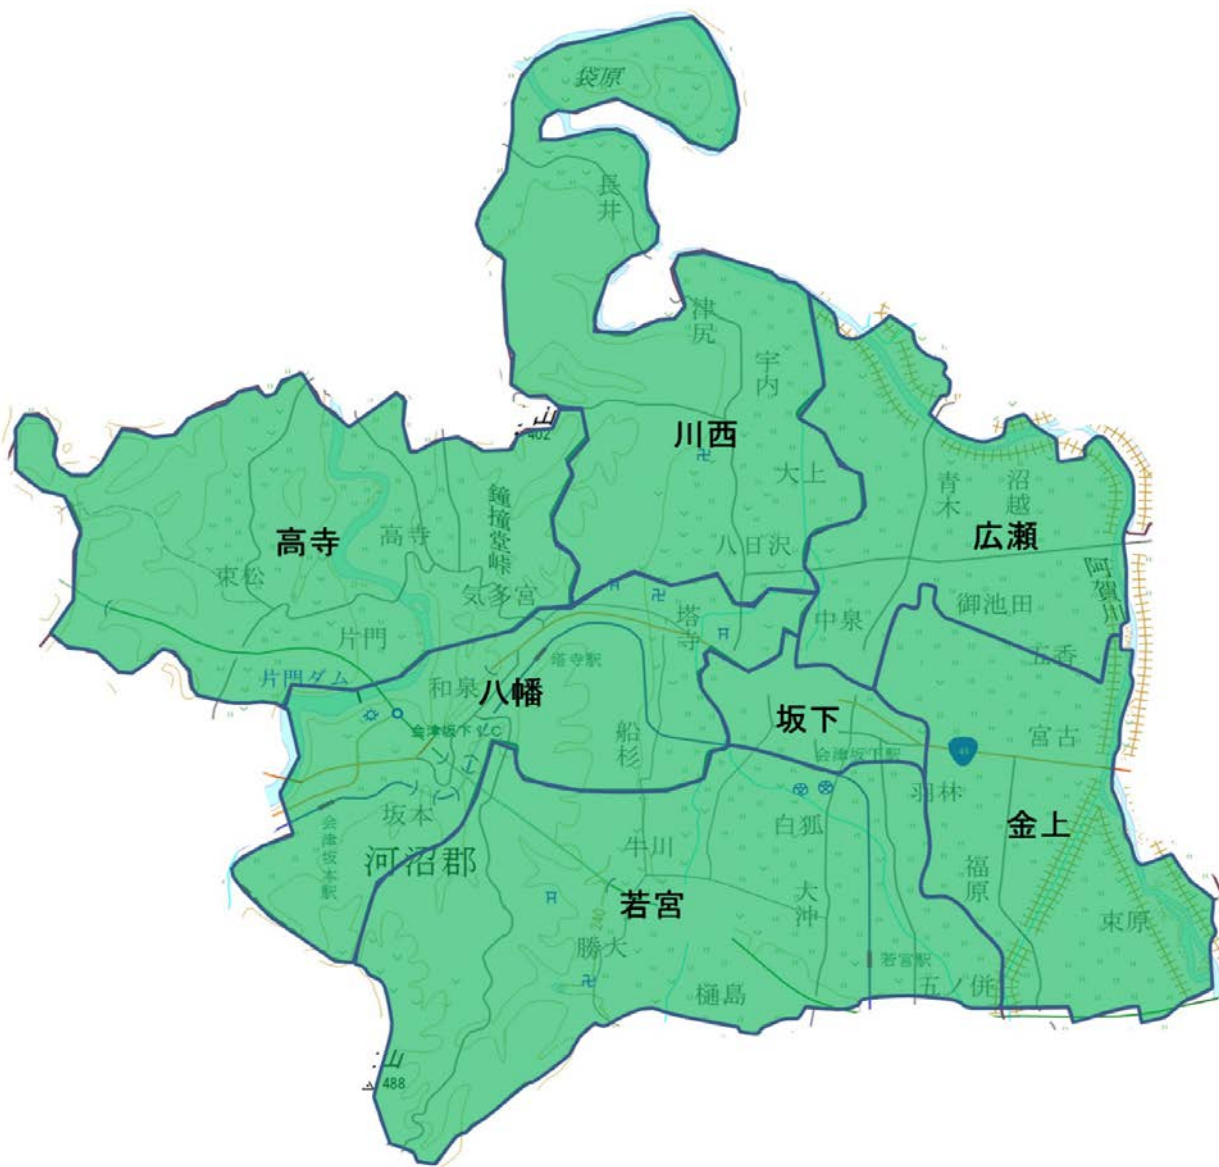 袋原
長井
津尻
宇内
山
402
川西
大上
鐘撞堂峠
青木
沼越
高寺
高寺
八日沢
広瀬
束松
気多宮
阿賀川
塔寺
中泉
御池田
片門
五香
塔寺駅
片門ダム
和泉
八幡
坂下
会津坂下IC
船杉
会津坂下駅
宮古
49
羽林
坂本
会津坂本駅
白狐
金上
牛川
河沼郡
福原
大沖
若宮
240
勝大
束原
若宮駅
樋島
五ノ併
山
488